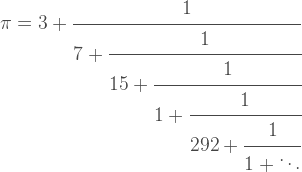 π = 3 + 1
7 + 1
15 + 1
1 + 1
292 + 1
1 + ⋱